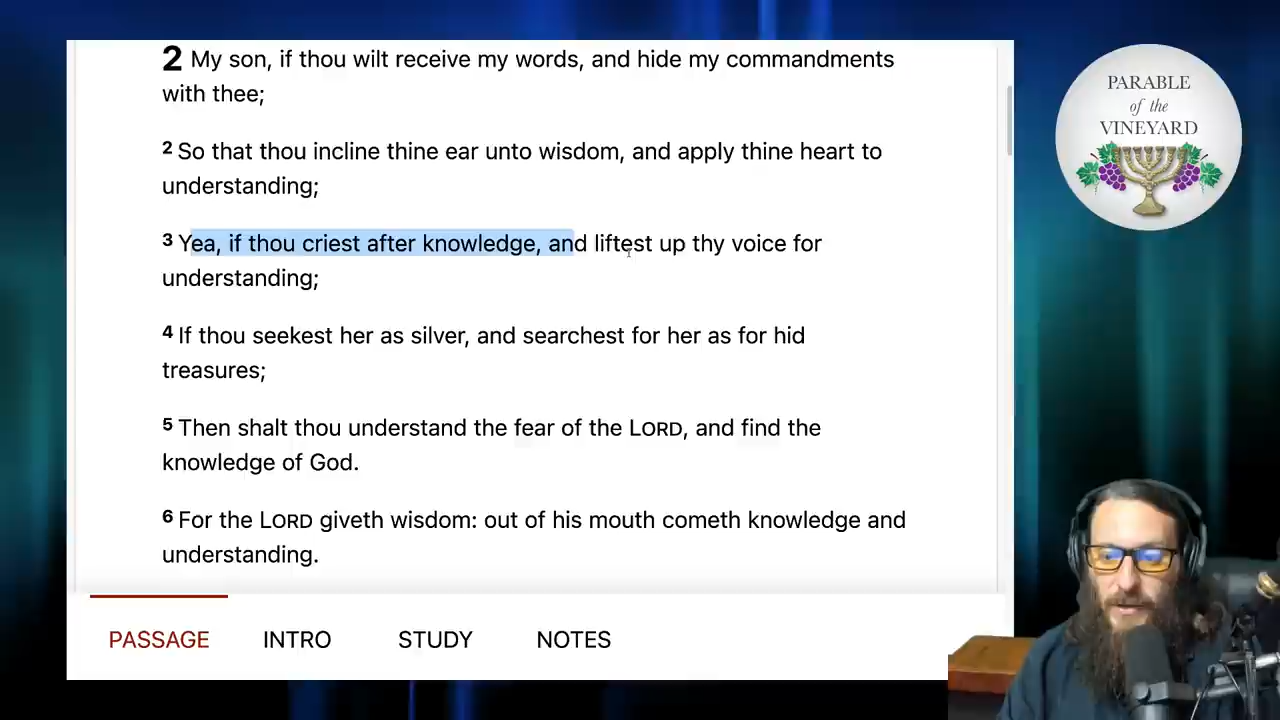 2 My son, if thou wilt receive my words, and hide my commandments
with thee;
2 So that thou incline thine ear unto wisdom, and apply thine heart to
understanding;
3 Yea, if thou criest after knowledge, and liftest up thy voice for
understanding;
4 If thou seekest her as silver, and searchest for her as for hid
treasures;
5 Then shalt thou understand the fear of the LORD, and find the
knowledge of God.
6 For the LORD giveth wisdom: out of his mouth cometh knowledge and
understanding.
PASSAGE INTRO STUDY NOTES
PARABLE
of the
VINEYARD